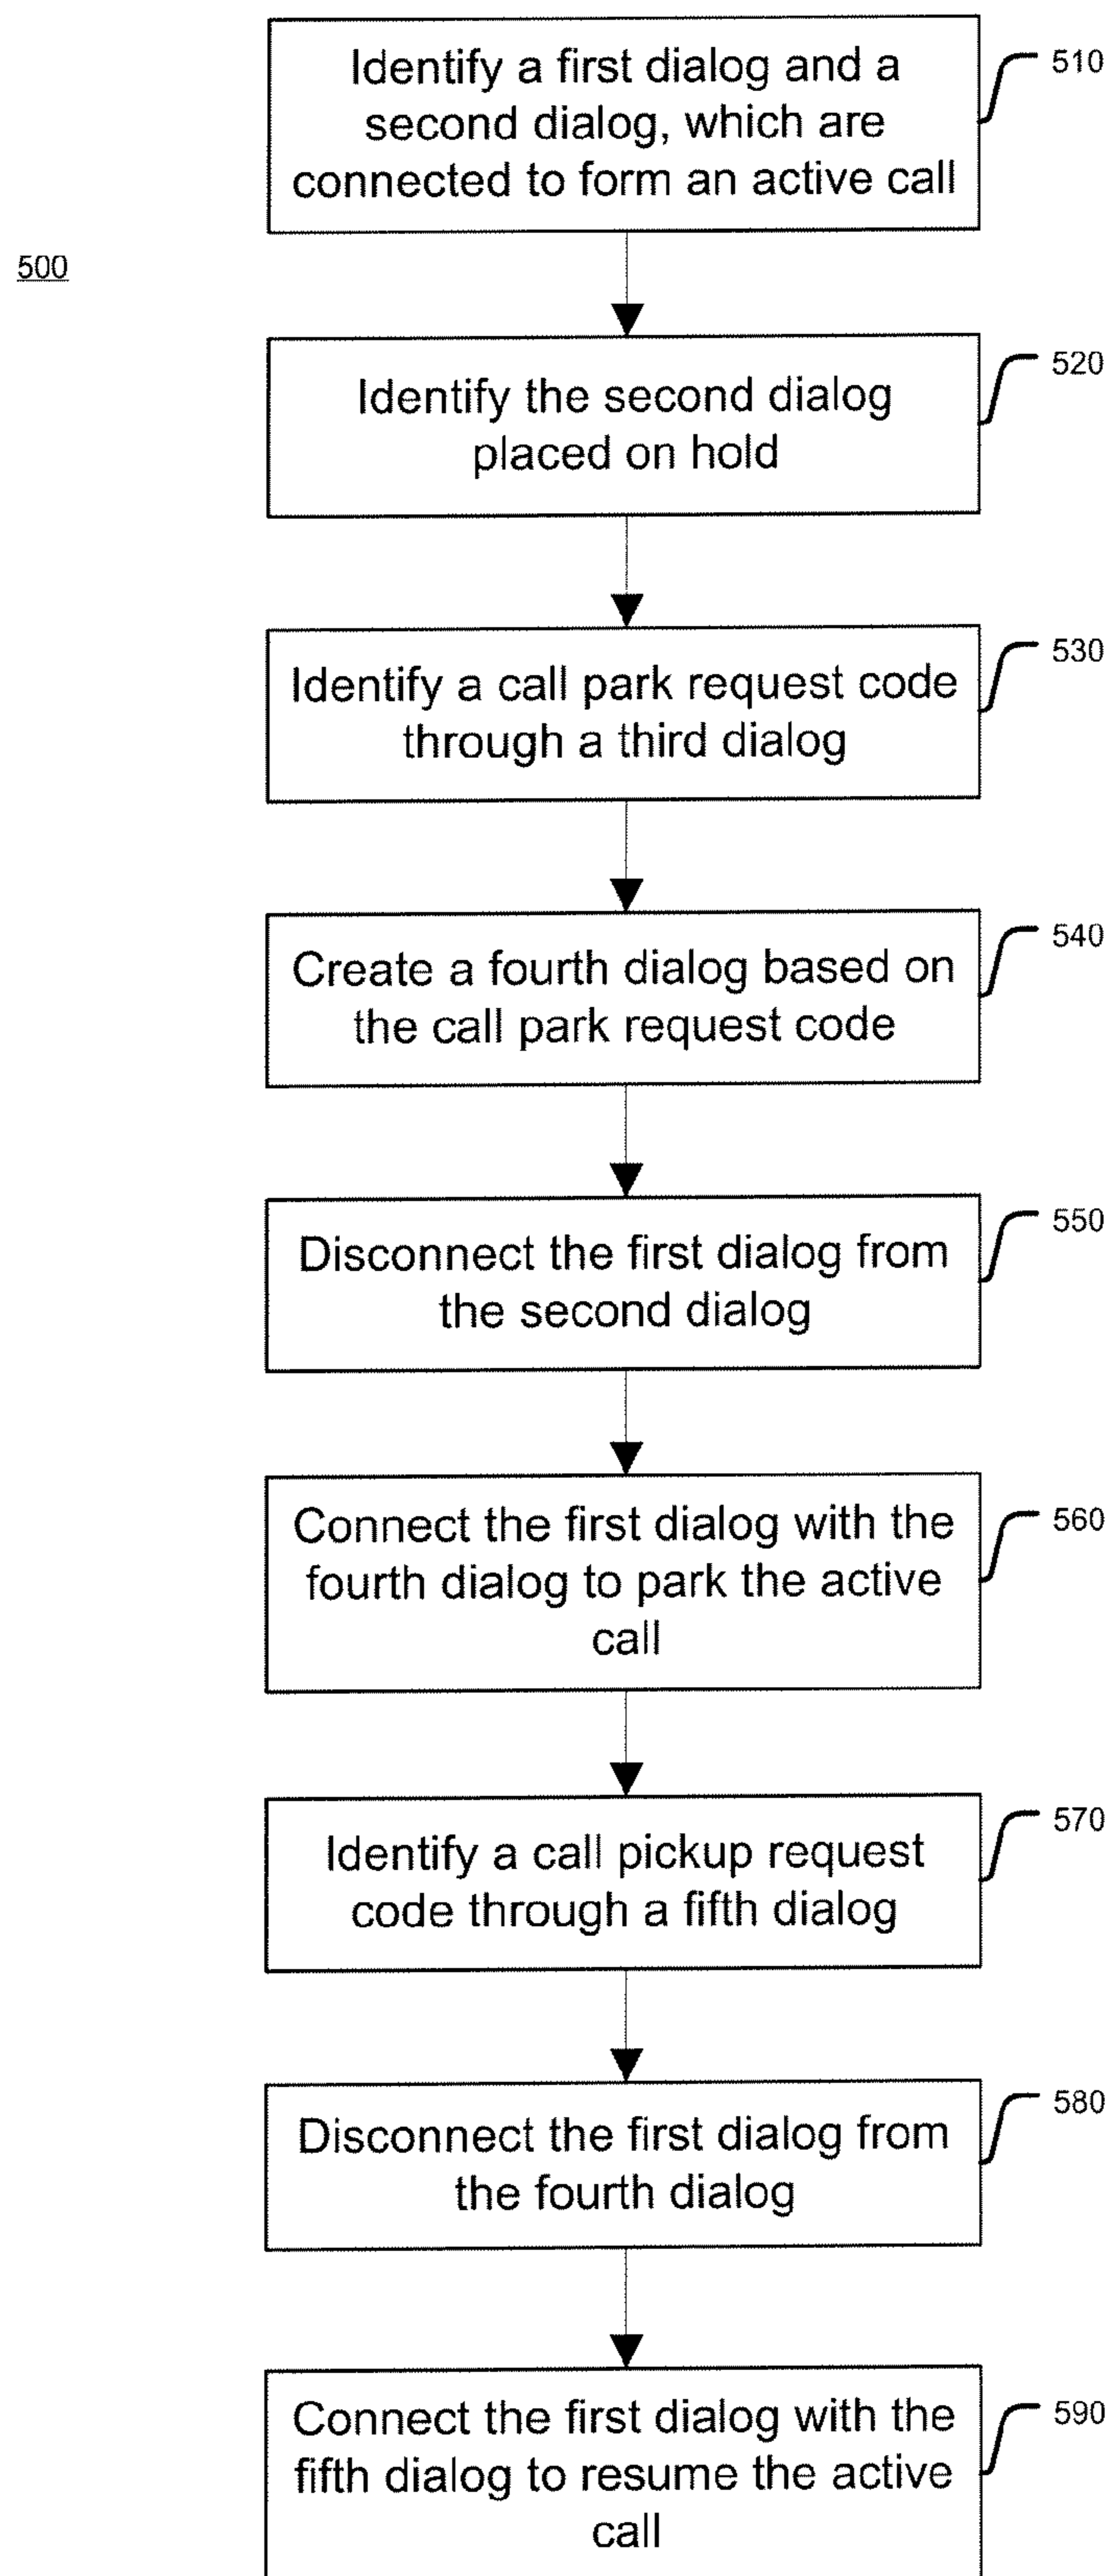 Identify a first dialog and a
second dialog, which are
connected to form an active call
510
500
Identify the second dialog
placed on hold
520
Identify a call park request code
through a third dialog
530
Create a fourth dialog based on
the call park request code
540
Disconnect the first dialog from
the second dialog
550
Connect the first dialog with the
fourth dialog to park the active
call
560
Identify a call pickup request
code through a fifth dialog
570
Disconnect the first dialog from
the fourth dialog
580
Connect the first dialog with the
fifth dialog to resume the active
call
590